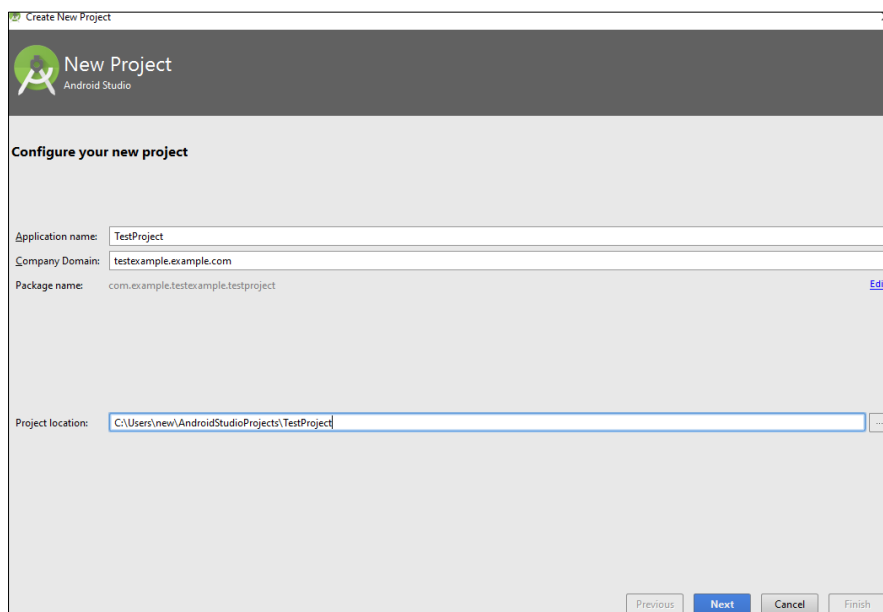 Create New Project
New Project
Android Studio
Configure your new project
Application name: TestProject
Company Domain: testexample.example.com
Package name: com.example.testexample.testproject
Edi
Project location: C:\Users\new\AndroidStudioProjects\TestProject ...
Previous Next Cancel Finish